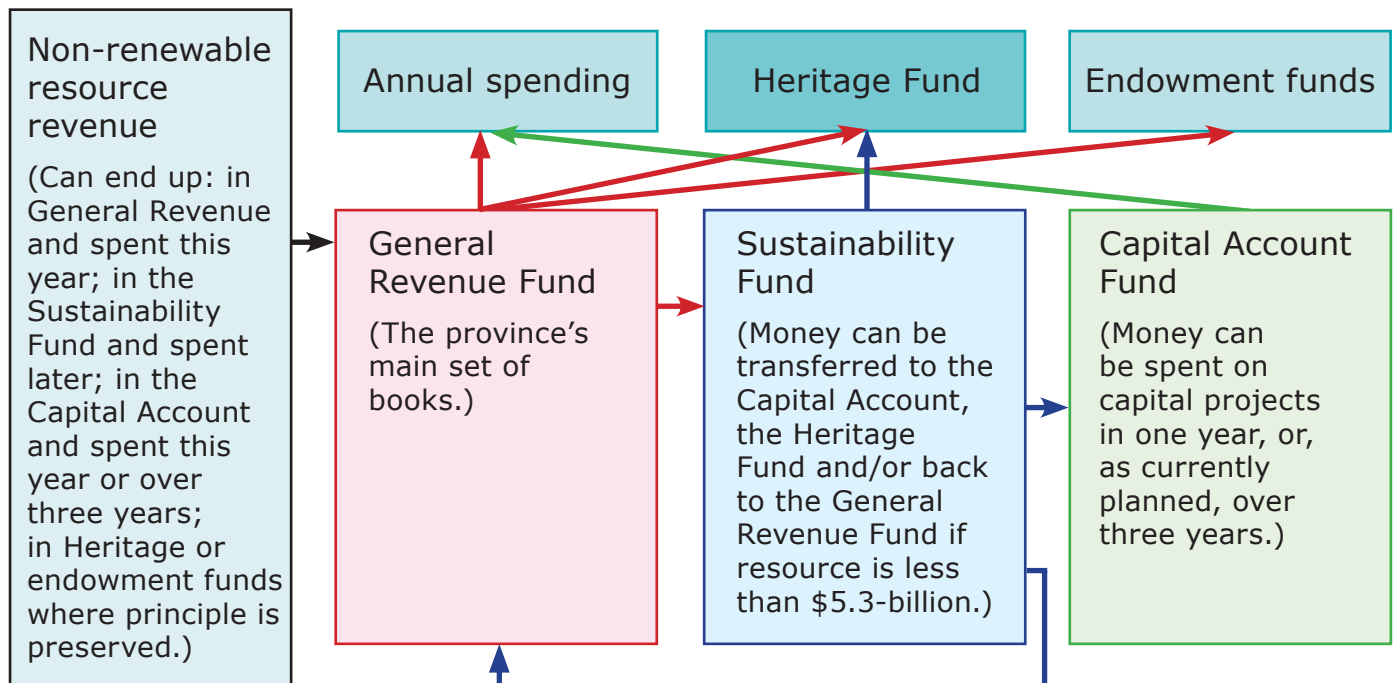 Non-renewable
resource
revenue
(Can end up: in
General Revenue
and spent this
year; in the
Sustainability
Fund and spent
later; in the
Capital Account
and spent this
year or over
three years;
in Heritage or
endowment funds
where principle is
preserved.)
Annual spending
Heritage Fund
Endowment funds
General
Revenue Fund
(The province’s
main set of
books.)
Sustainability
Fund
(Money can be
transferred to the
Capital Account,
the Heritage
Fund and/or back
to the General
Revenue Fund if
resource is less
than $5.3-billion.)
Capital Account
Fund
(Money can
be spent on
capital projects
in one year, or,
as currently
planned, over
three years.)